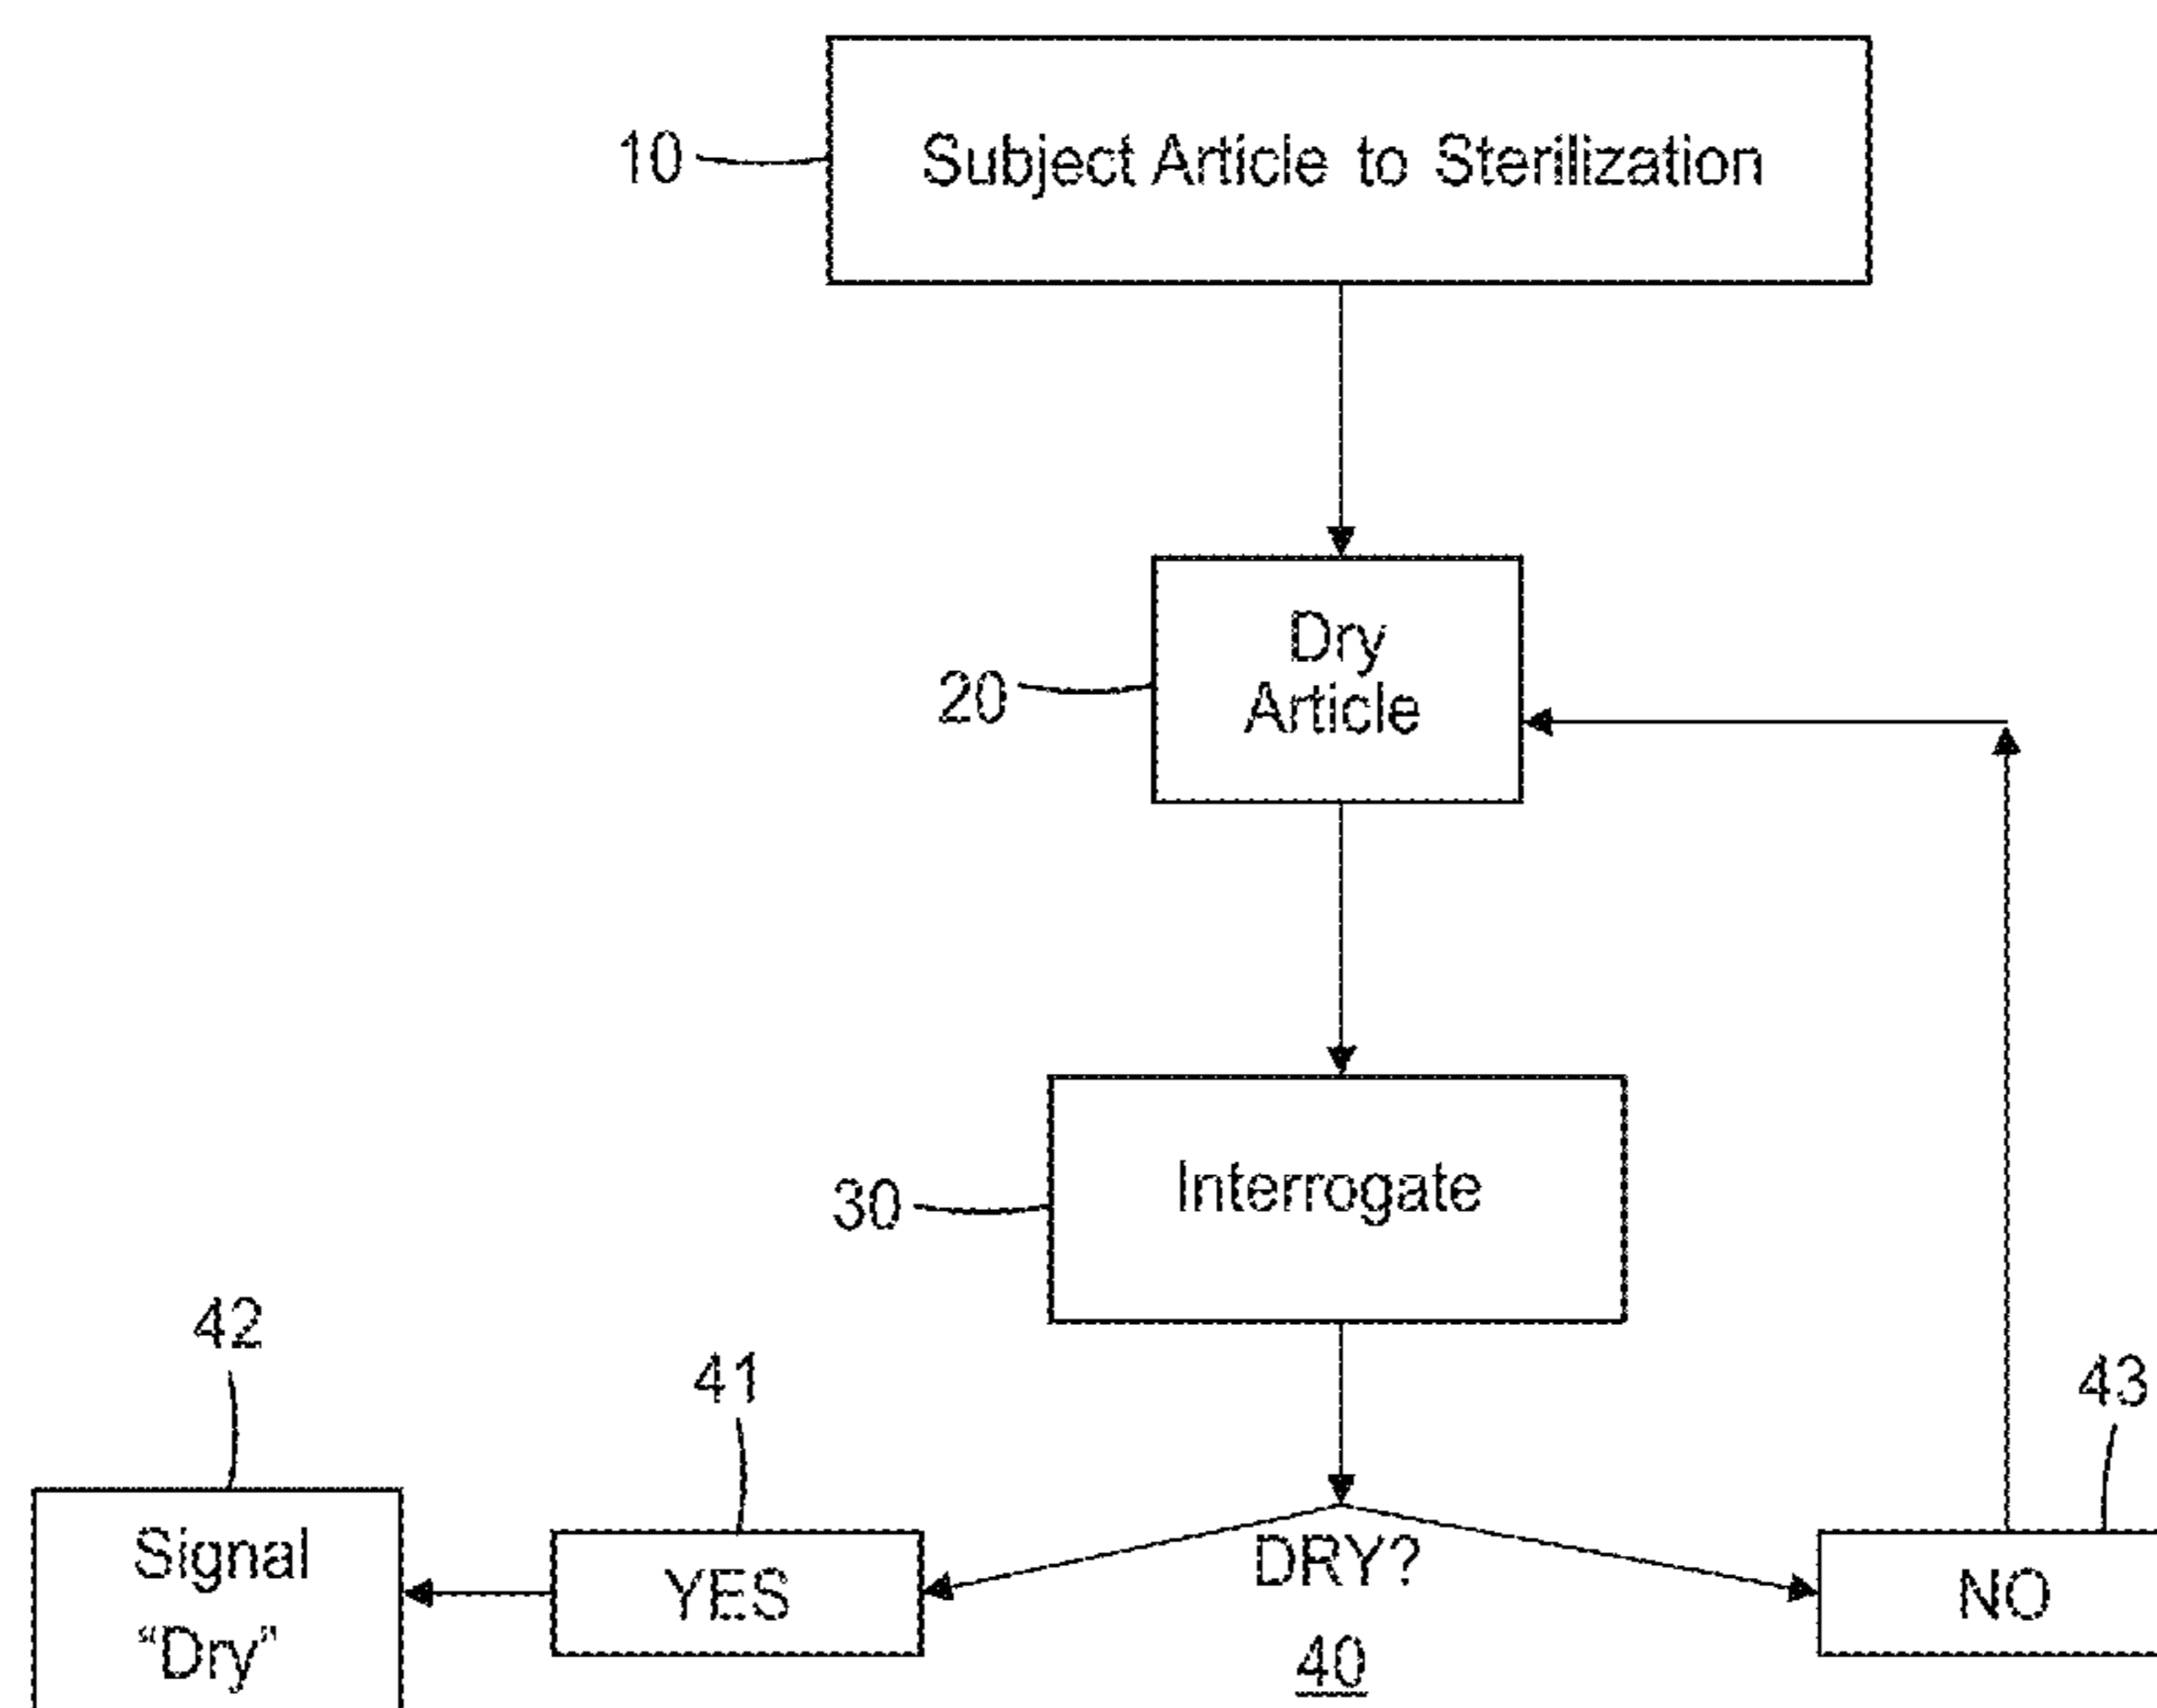 10
Subject Article to Sterilization
20
Dry
Article
30
Interrogate
42
41
43
Signal
"Dry"
YES
DRY?
NO
40